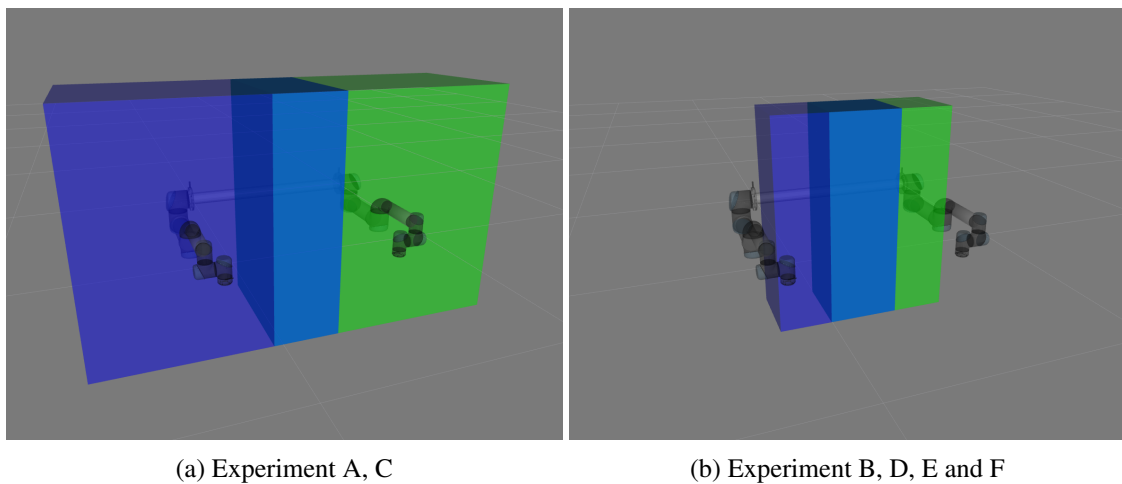 (a) Experiment A, C
(b) Experiment B, D, E and F